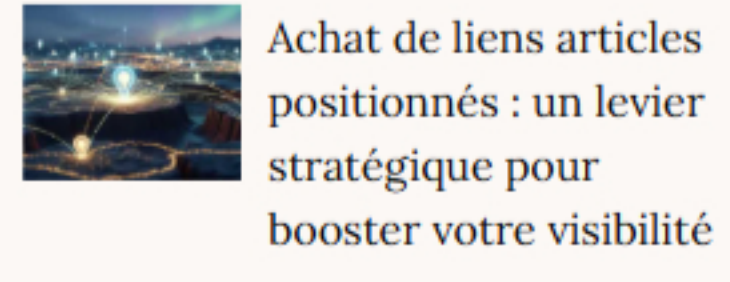 Achat de liens articles
positionnés : un levier
stratégique pour
booster votre visibilité